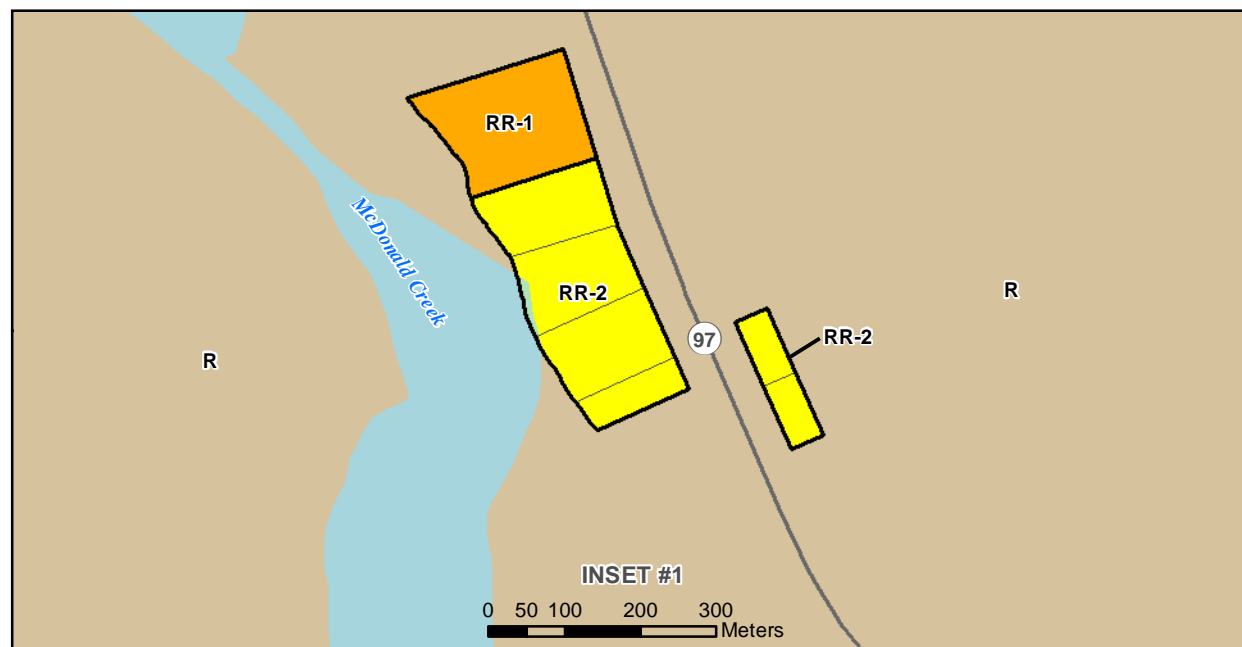 RR-1
McDonald Creek
RR-2
R
97
RR-2
R
INSET #1
0 50 100 200 300
Meters